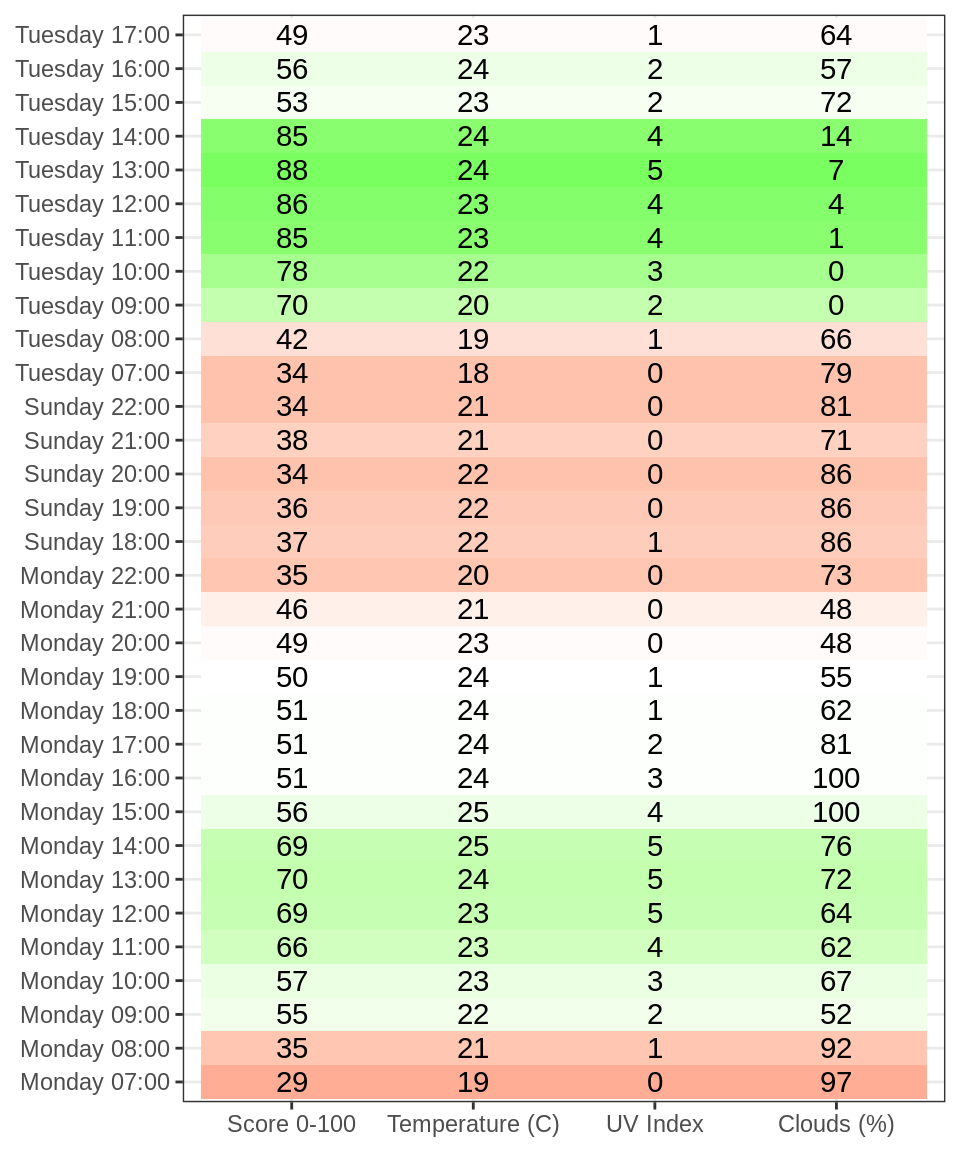 Tuesday 17:00 49 23 1 64
Tuesday 16:00 56 24 2 57
Tuesday 15:00 53 23 2 72
Tuesday 14:00 85 24 4 14
Tuesday 13:00 88 24 5 7
Tuesday 12:00 86 23 4 4
Tuesday 11:00 85 23 4 1
Tuesday 10:00 78 22 3 0
Tuesday 09:00 70 20 2 0
Tuesday 08:00 42 19 1 66
Tuesday 07:00 34 18 0 79
Sunday 22:00 34 21 0 81
Sunday 21:00 38 21 0 71
Sunday 20:00 34 22 0 86
Sunday 19:00 36 22 0 86
Sunday 18:00 37 22 1 86
Monday 22:00 35 20 0 73
Monday 21:00 46 21 0 48
Monday 20:00 49 23 0 48
Monday 19:00 50 24 1 55
Monday 18:00 51 24 1 62
Monday 17:00 51 24 2 81
Monday 16:00 51 24 3 100
Monday 15:00 56 25 4 100
Monday 14:00 69 25 5 76
Monday 13:00 70 24 5 72
Monday 12:00 69 23 5 64
Monday 11:00 66 23 4 62
Monday 10:00 57 23 3 67
Monday 09:00 55 22 2 52
Monday 08:00 35 21 1 92
Monday 07:00 29 19 0 97
Score 0-100 Temperature (C) UV Index Clouds (%)